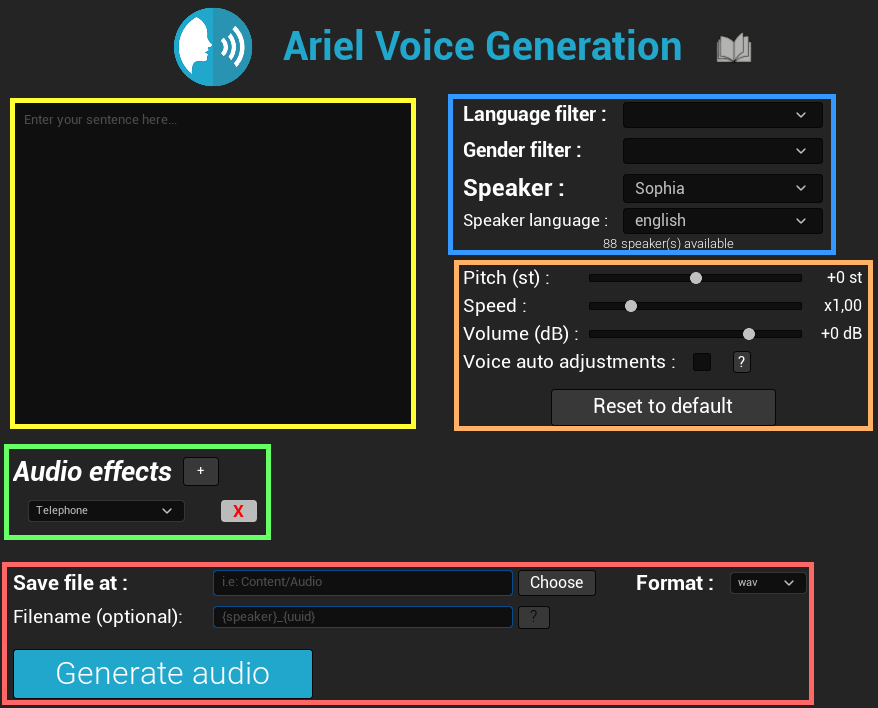 Ariel Voice Generation
Enter your sentence here...
Language filter :
Gender filter :
Speaker : Sophia
Speaker language : english
88 speaker(s) available
Pitch (st) : +0 st
Speed : x1,00
Volume (dB) : +0 dB
Voice auto adjustments : ?
Reset to default
Audio effects +
Telephone X
Save file at : i.e: Content/Audio Choose Format : wav
Filename (optional): {speaker}_{uuid} ?
Generate audio